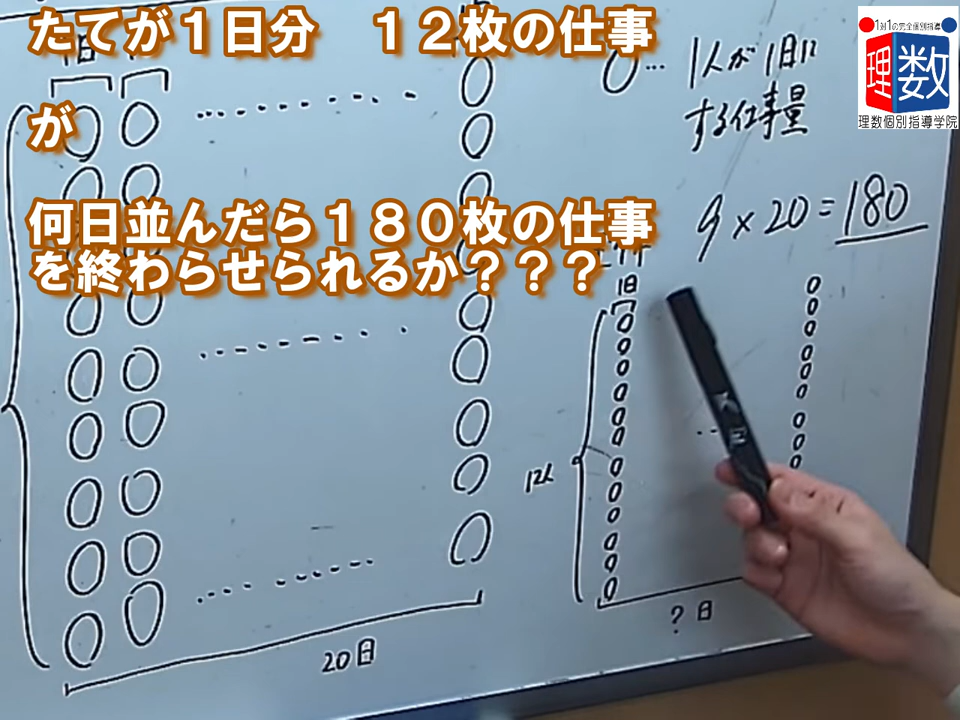 たてが１日分　１２枚の仕事
が
何日並んだら１８０枚の仕事
を終わらせられるか？？？
1対1の完全個別指導
理数
理数個別指導学院
1日
0… 1人が1日に
する仕事量
9×20=180
1日
12人
20日
?日